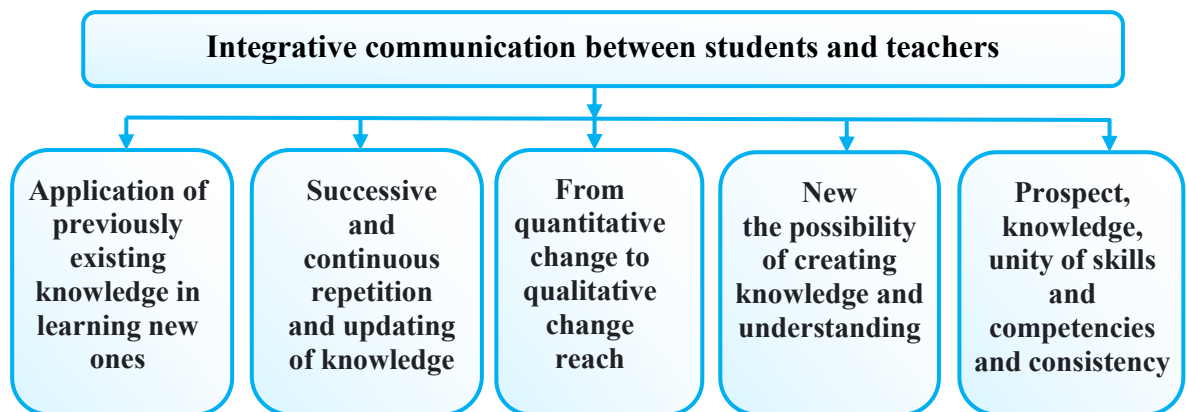 Integrative communication between students and teachers
Application of
previously
existing
knowledge in
learning new
ones
Successive
and
continuous
repetition
and updating
of knowledge
From
quantitative
change to
qualitative
change
reach
New
the possibility
of creating
knowledge and
understanding
Prospect,
knowledge,
unity of skills
and
competencies
and consistency